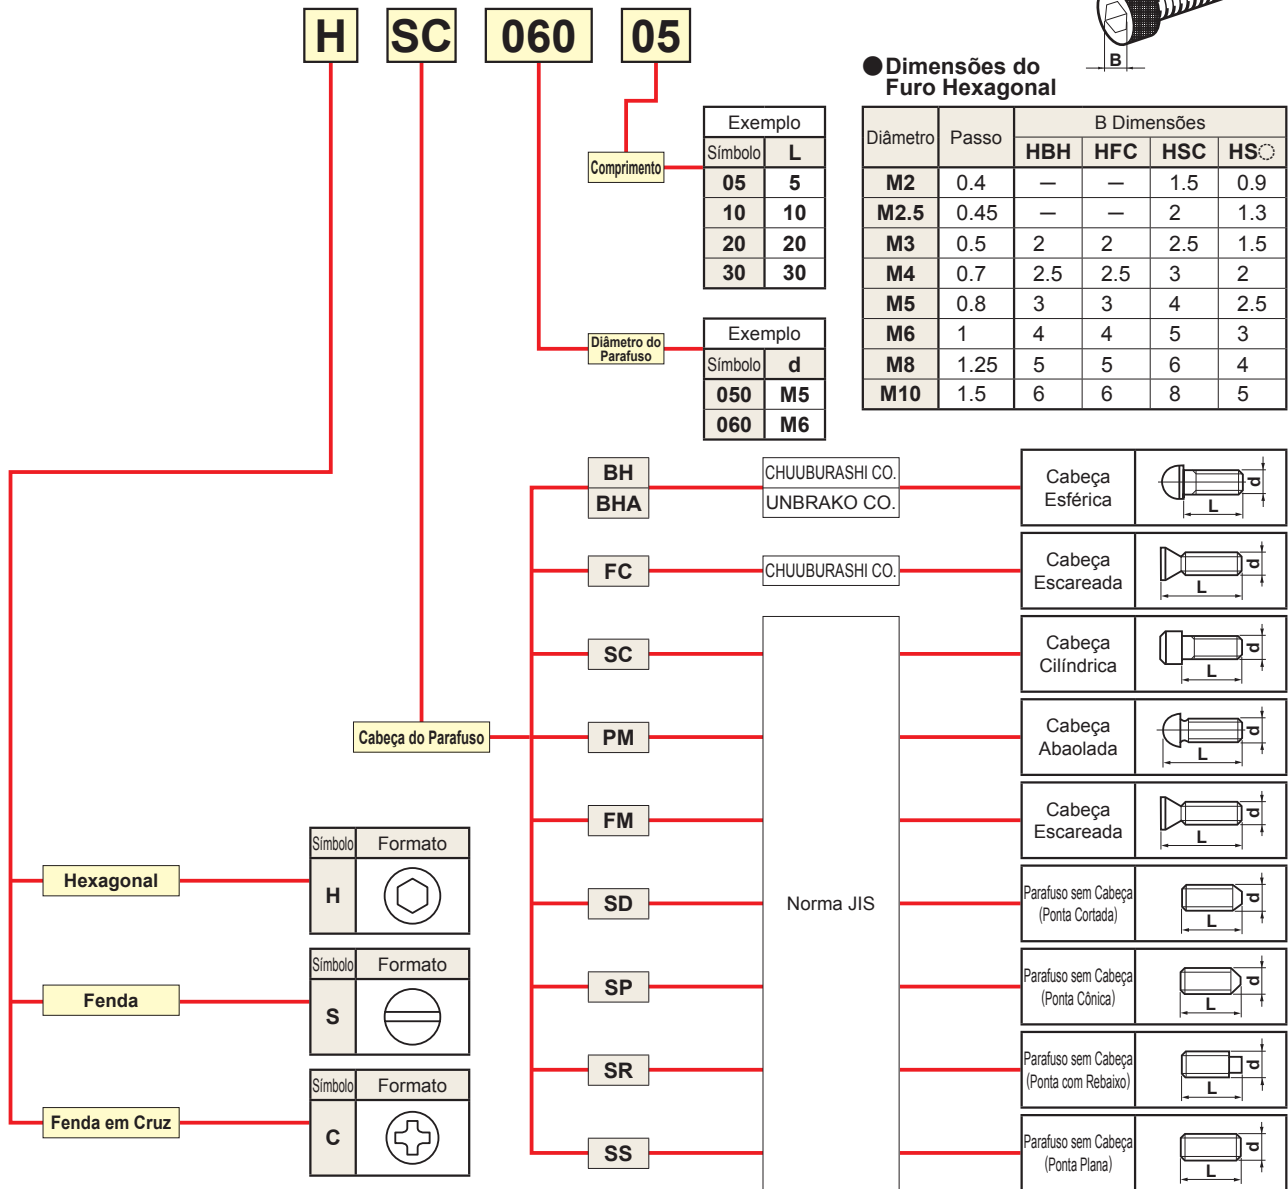 H SC 060 05
B
●Dimensões do
Furo Hexagonal
Diâmetro Passo B Dimensões
HBH HFC HSC HS◌
M2 0.4 — — 1.5 0.9
M2.5 0.45 — — 2 1.3
M3 0.5 2 2 2.5 1.5
M4 0.7 2.5 2.5 3 2
M5 0.8 3 3 4 2.5
M6 1 4 4 5 3
M8 1.25 5 5 6 4
M10 1.5 6 6 8 5
Comprimento
Exemplo
Símbolo L
05 5
10 10
20 20
30 30
Diâmetro do
Parafuso
Exemplo
Símbolo d
050 M5
060 M6
Cabeça do Parafuso
BH CHUUBURASHI CO.
BHA UNBRAKO CO.
Cabeça
Esférica
L d
FC CHUUBURASHI CO.
Cabeça
Escareada
L d
Norma JIS
SC
Cabeça
Cilíndrica
L d
PM
Cabeça
Abaolada
L d
FM
Cabeça
Escareada
L d
SD
Parafuso sem Cabeça
(Ponta Cortada)
L d
SP
Parafuso sem Cabeça
(Ponta Cônica)
L d
SR
Parafuso sem Cabeça
(Ponta com Rebaixo)
L d
SS
Parafuso sem Cabeça
(Ponta Plana)
L d
Hexagonal
Símbolo Formato
H
Fenda
Símbolo Formato
S
Fenda em Cruz
Símbolo Formato
C